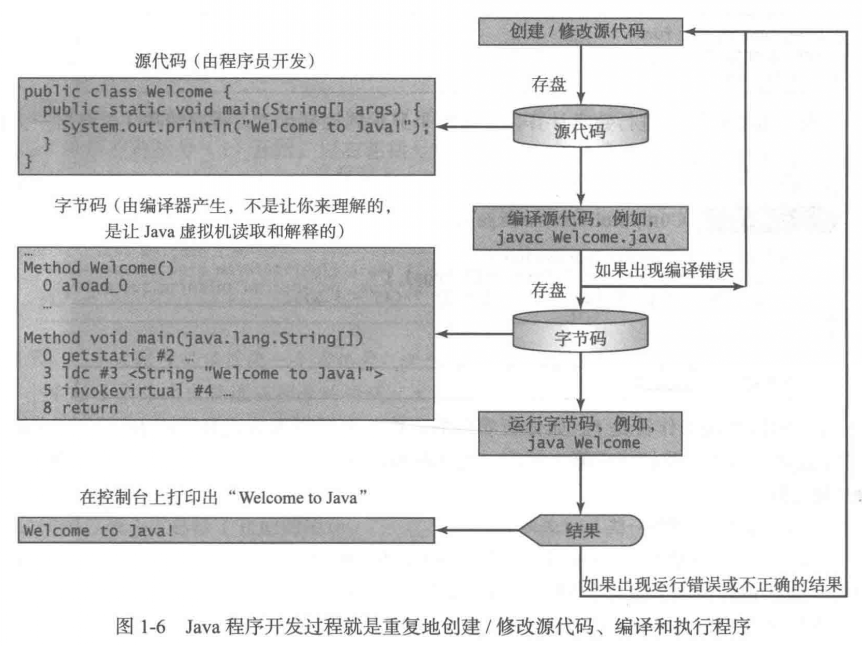 创建 / 修改源代码
源代码（由程序员开发）
public class Welcome {
public static void main(String[] args) {
System.out.println("Welcome to Java!");
}
}
存盘
源代码
字节码（由编译器产生，不是让你来理解的，
是让 Java 虚拟机读取和解释的）
…
Method Welcome()
0 aload_0
…
Method void main(java.lang.String[])
0 getstatic #2 …
3 ldc #3 <String "Welcome to Java!">
5 invokevirtual #4 …
8 return
编译源代码，例如，
javac Welcome.java
如果出现编译错误
存盘
字节码
运行字节码，例如，
java Welcome
在控制台上打印出“Welcome to Java”
Welcome to Java!
结果
如果出现运行错误或不正确的结果
图 1-6 Java 程序开发过程就是重复地创建 / 修改源代码、编译和执行程序